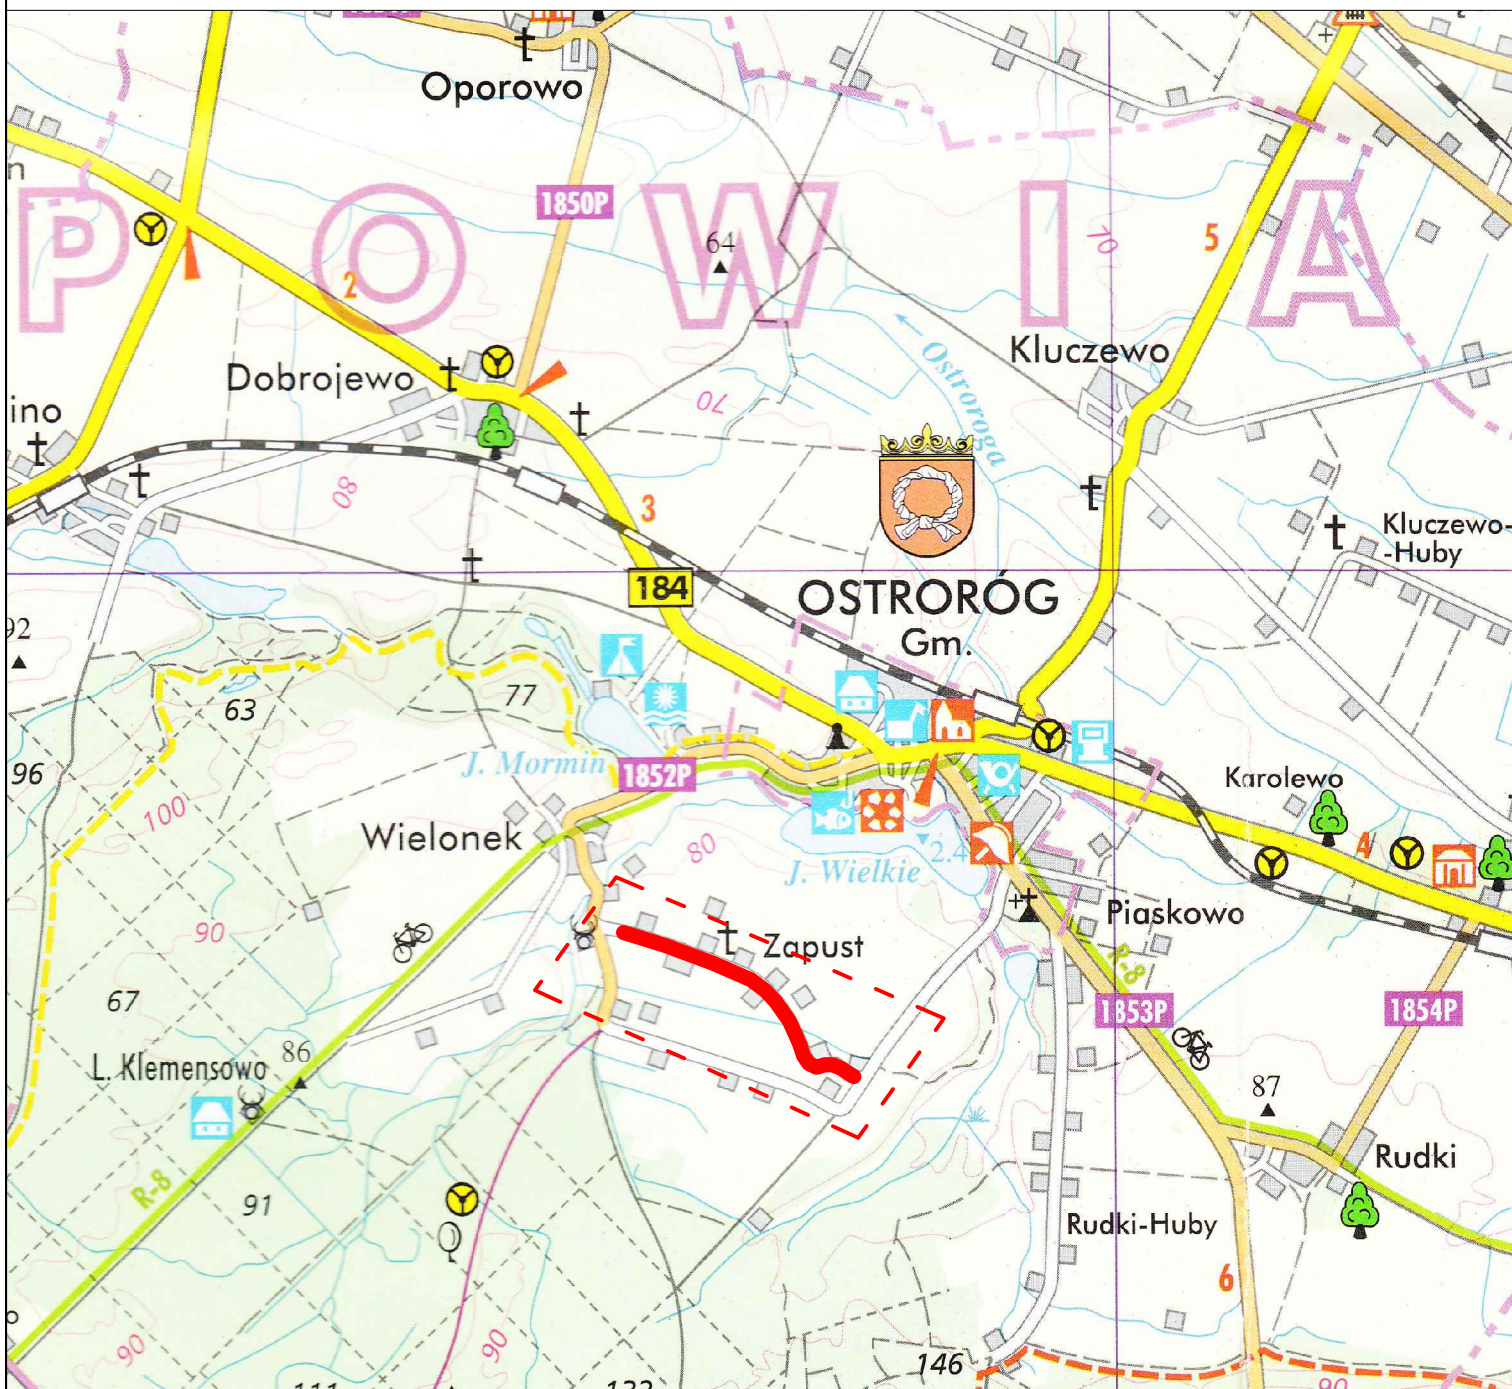 Oporowo
n
1850P
POWIA
64
70
5
2
Ostroroga
Kluczewo
Dobrojewo
70
ino
80
3
Kluczewo-
-Huby
184
OSTRORÓG
Gm.
92
77
63
J. Mormin
1852P
96
Karolewo
100
Wielonek
80
2.4
4
J. Wielkie
Piaskowo
90
Zapust
R-8
67
1853P
1854P
86
L. Klemensowo
87
Rudki
R-8
91
Rudki-Huby
6
o
90
90
146
90